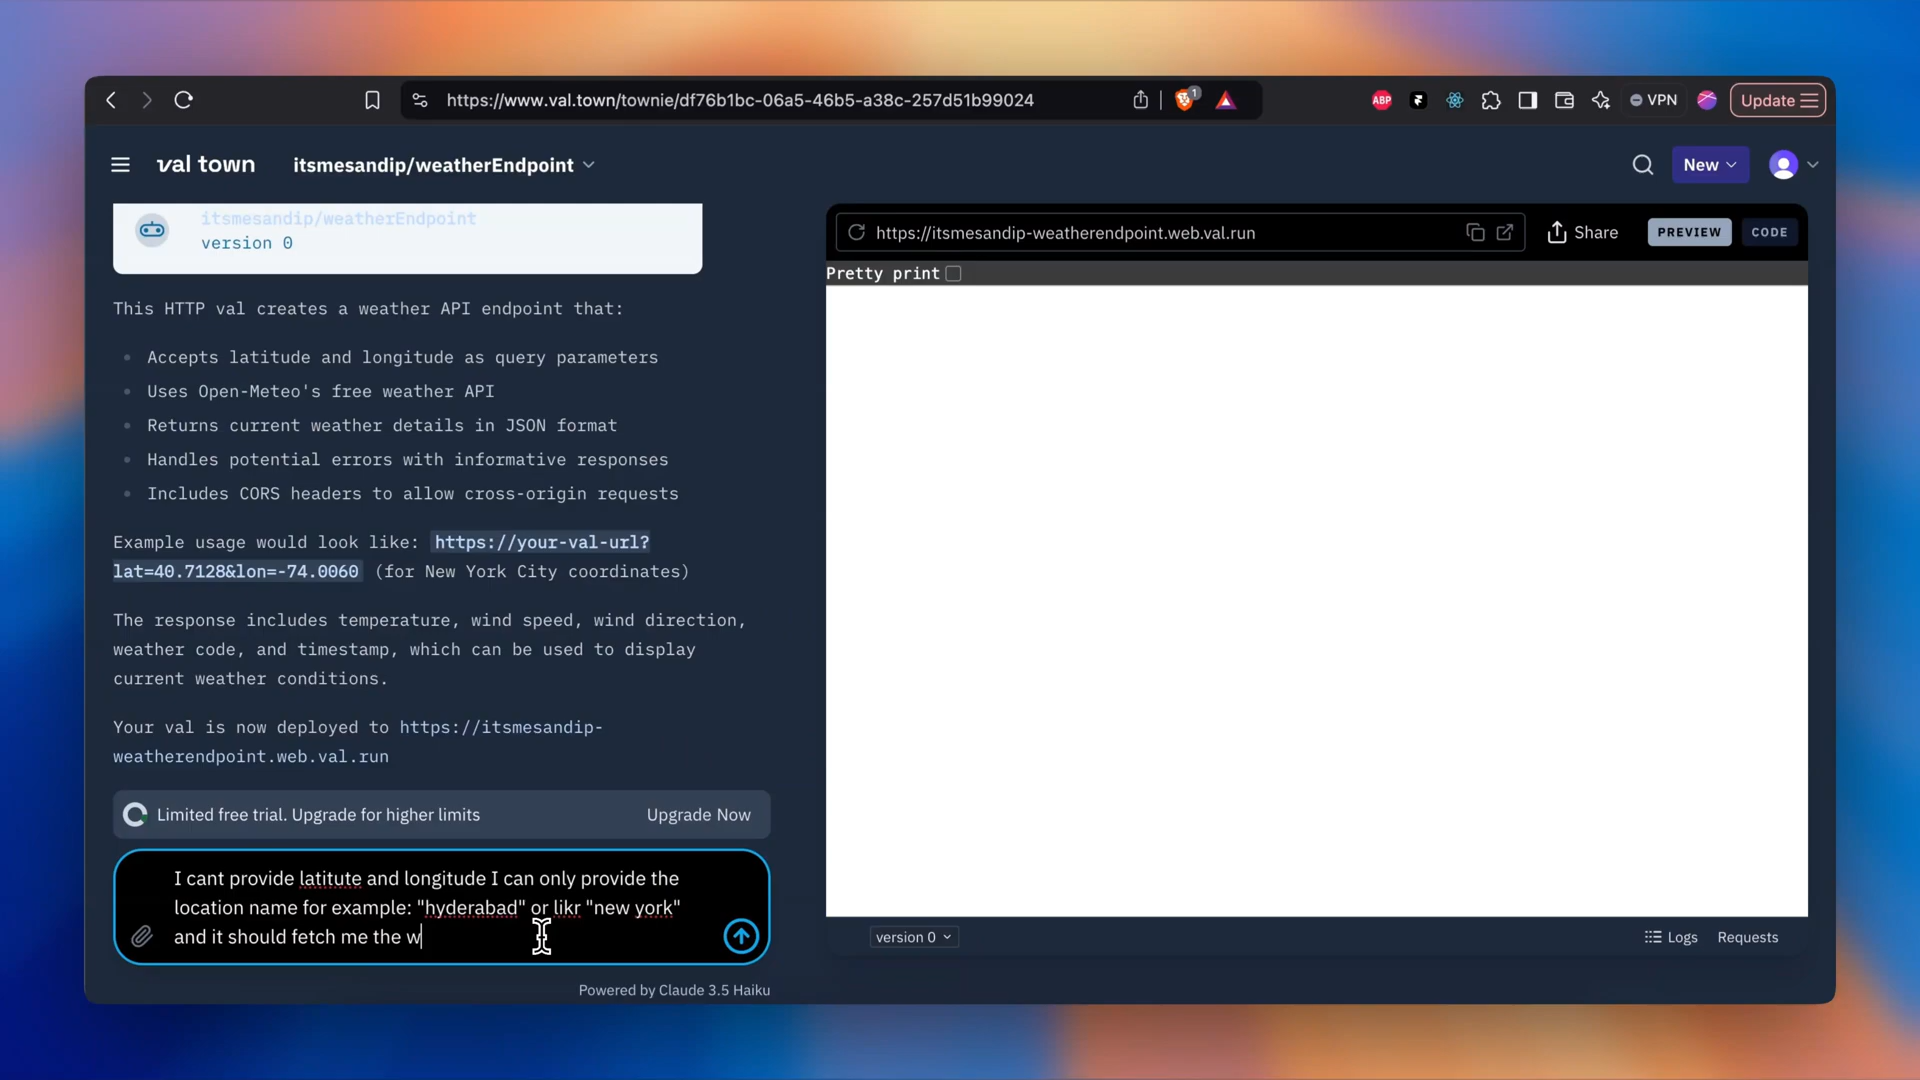 https://www.val.town/townie/df76b1bc-06a5-46b5-a38c-257d51b99024
1
ABP
VPN
Update
val town
itsmesandip/weatherEndpoint
New
itsmesandip/weatherEndpoint
version 0
This HTTP val creates a weather API endpoint that:
Accepts latitude and longitude as query parameters
Uses Open-Meteo's free weather API
Returns current weather details in JSON format
Handles potential errors with informative responses
Includes CORS headers to allow cross-origin requests
Example usage would look like: https://your-val-url?
lat=40.7128&lon=-74.0060 (for New York City coordinates)
The response includes temperature, wind speed, wind direction,
weather code, and timestamp, which can be used to display
current weather conditions.
Your val is now deployed to https://itsmesandip-
weatherendpoint.web.val.run
Limited free trial. Upgrade for higher limits
Upgrade Now
I cant provide latitute and longitude I can only provide the
location name for example: "hyderabad" or likr "new york"
and it should fetch me the w
Powered by Claude 3.5 Haiku
https://itsmesandip-weatherendpoint.web.val.run
Share
PREVIEW
CODE
Pretty print
version 0
Logs
Requests